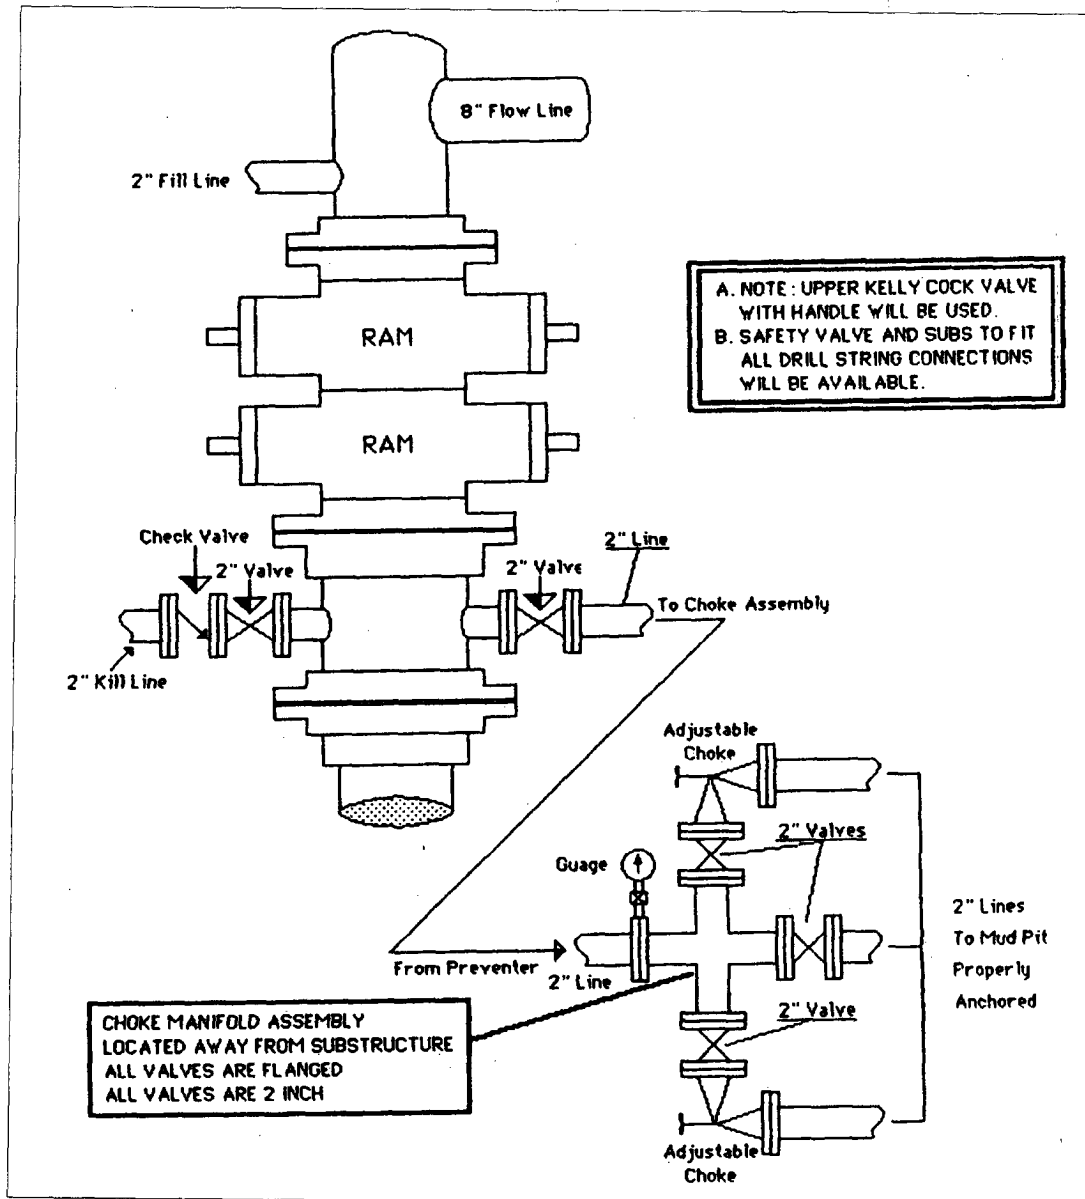 8" Flow Line
2" Fill Line
A. NOTE: UPPER KELLY COCK VALVE
WITH HANDLE WILL BE USED.
B. SAFETY VALVE AND SUBS TO FIT
ALL DRILL STRING CONNECTIONS
WILL BE AVAILABLE.
RAM
RAM
Check Valve
2" Valve
2" Valve
2" Line
To Choke Assembly
2" Kill Line
Adjustable
Choke
2" Valves
Guage
2" Lines
To Mud Pit
Properly
Anchored
From Preventer
2" Line
2" Valve
CHOKE MANIFOLD ASSEMBLY
LOCATED AWAY FROM SUBSTRUCTURE
ALL VALVES ARE FLANGED
ALL VALVES ARE 2 INCH
Adjustable
Choke